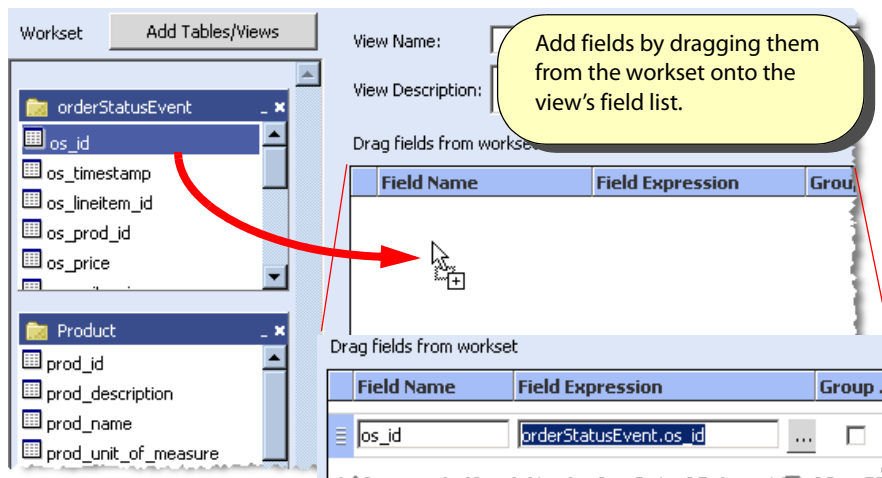 Workset
Add Tables/Views
orderStatusEvent
os_id
os_timestamp
os_lineitem_id
os_prod_id
os_price
Product
prod_id
prod_description
prod_name
prod_unit_of_measure
View Name:
View Description:
Add fields by dragging them
from the workset onto the
view's field list.
Drag fields from
Field Name Field Expression
Drag fields from workset
Field Name Field Expression Group
os_id orderStatusEvent.os_id ...